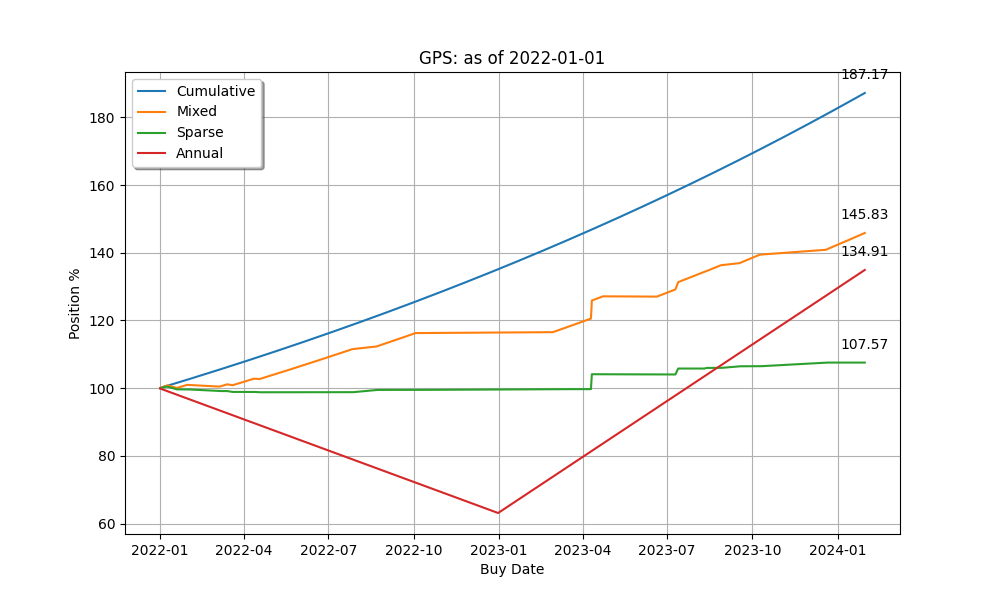 GPS: as of 2022-01-01
187.17
Cumulative
Mixed
Sparse
Annual
180
160
145.83
140
134.91
120
107.57
100
80
60
Position %
2022-01 2022-04 2022-07 2022-10 2023-01 2023-04 2023-07 2023-10 2024-01
Buy Date